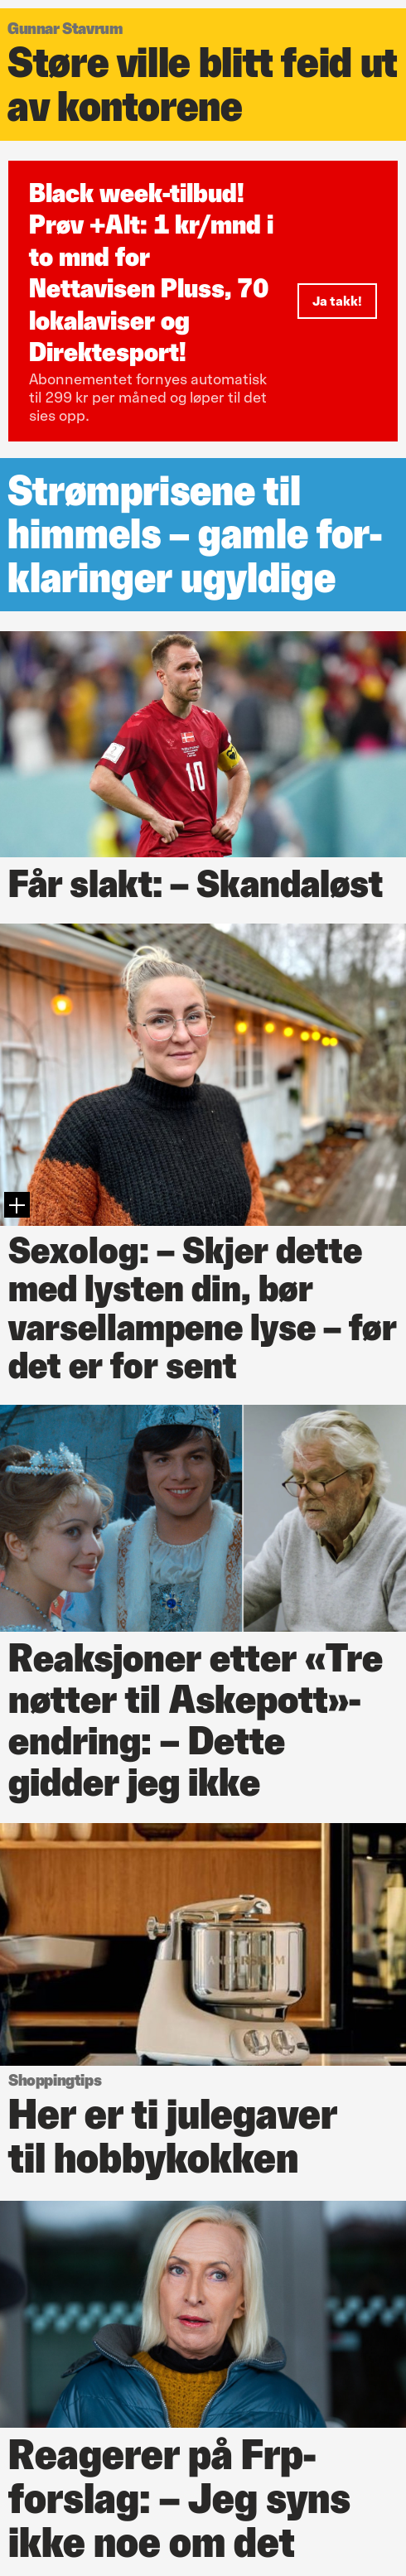 Gunnar Stavrum
Støre ville blitt feid ut
av kontorene
Black week-tilbud!
Prøv +Alt: 1 kr/mnd i
to mnd for
Nettavisen Pluss, 70
lokalaviser og
Direktesport!
Abonnementet fornyes automatisk
til 299 kr per måned og løper til det
sies opp.
Ja takk!
Strømprisene til
himmels – gamle for-
klaringer ugyldige
10
Får slakt: – Skandaløst
Sexolog: – Skjer dette
med lysten din, bør
varsellampene lyse – før
det er for sent
Reaksjoner etter «Tre
nøtter til Askepott»-
endring: – Dette
gidder jeg ikke
ANKARSRUM
Shoppingtips
Her er ti julegaver
til hobbykokken
Reagerer på Frp-
forslag: – Jeg syns
ikke noe om det